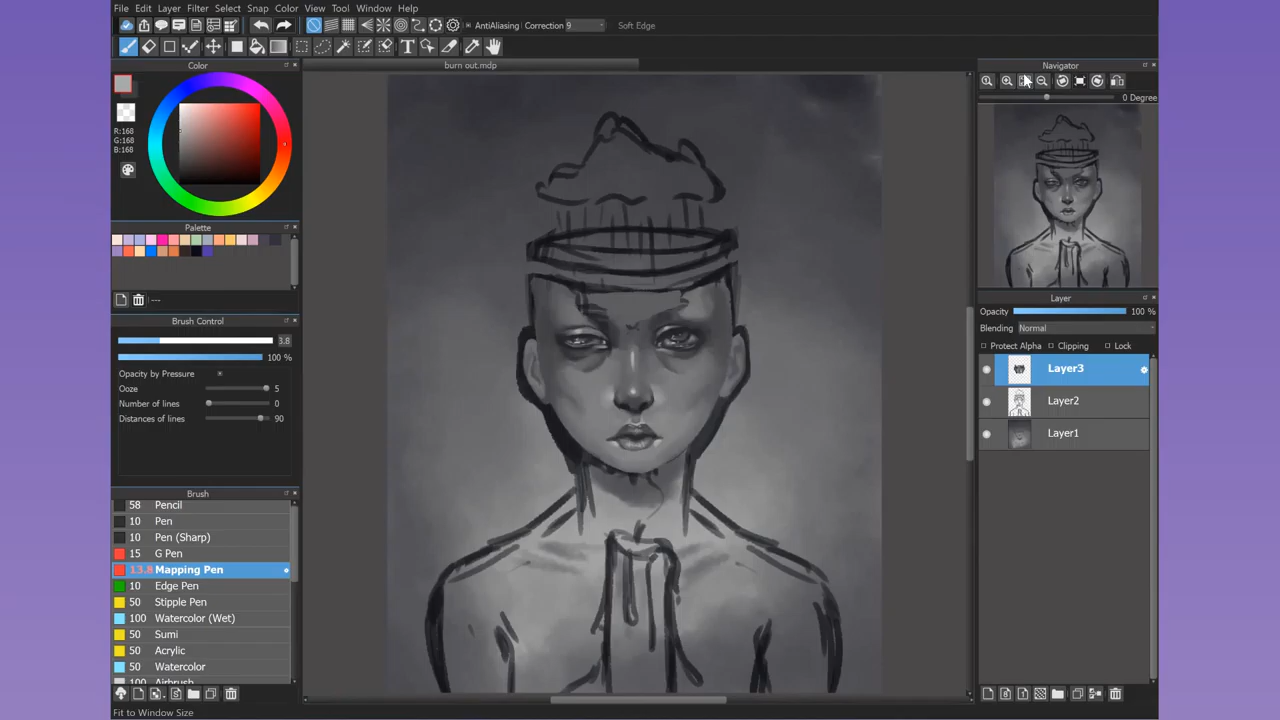 File Edit Layer Filter Select Snap Color View Tool Window Help
AntiAliasing Correction 9 Soft Edge
Color
burn out.mdp
Navigator
0 Degree
R:168
G:168
B:168
Palette
---
Brush Control
3.8
100 %
Opacity by Pressure
Ooze 5
Number of lines 0
Distances of lines 90
Brush
58 Pencil
10 Pen
10 Pen (Sharp)
15 G Pen
13.8 Mapping Pen
10 Edge Pen
50 Stipple Pen
100 Watercolor (Wet)
50 Sumi
50 Acrylic
50 Watercolor
100 Airbrush
Fit to Window Size
Layer
Opacity 100 %
Blending Normal
Protect Alpha Clipping Lock
Layer3
Layer2
Layer1